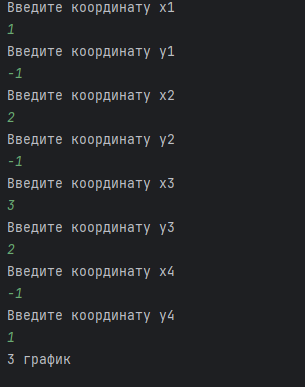 Введите координату x1
1
Введите координату y1
-1
Введите координату x2
2
Введите координату y2
-1
Введите координату x3
3
Введите координату y3
2
Введите координату x4
-1
Введите координату y4
1
3 график